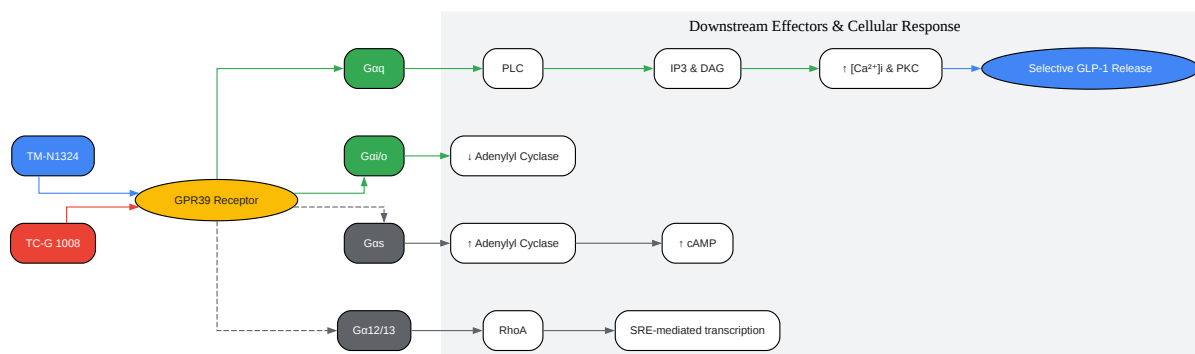 Downstream Effectors & Cellular Response
Gαq
PLC
IP3 & DAG
↑ [Ca²⁺]i & PKC
Selective GLP-1 Release
TM-N1324
Gαi/o
↓ Adenylyl Cyclase
GPR39 Receptor
TC-G 1008
Gαs
↑ Adenylyl Cyclase
↑ cAMP
Gα12/13
RhoA
SRE-mediated transcription